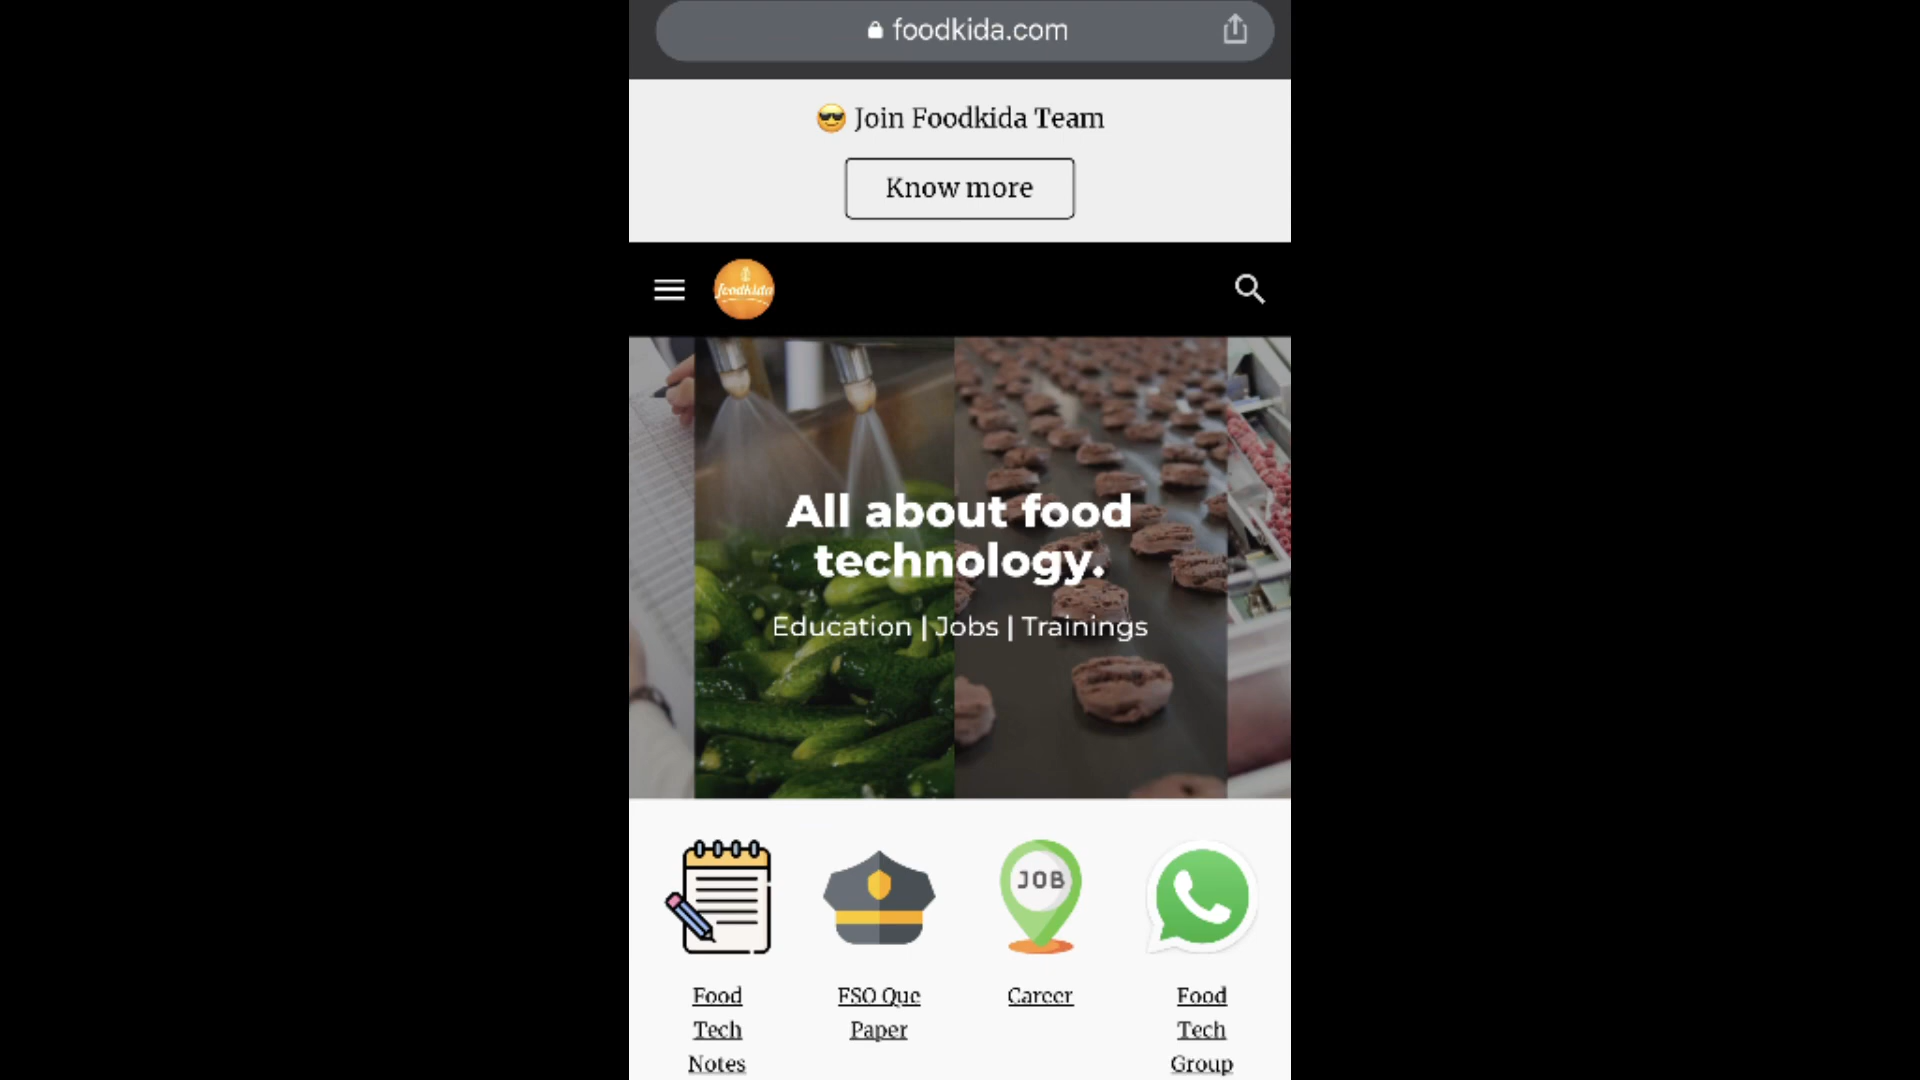 foodkida.com
😎 Join Foodkida Team
Know more
foodkida
All about food
technology.
Education | Jobs | Trainings
JOB
Food
Tech
Notes
FSO Que
Paper
Career
Food
Tech
Group